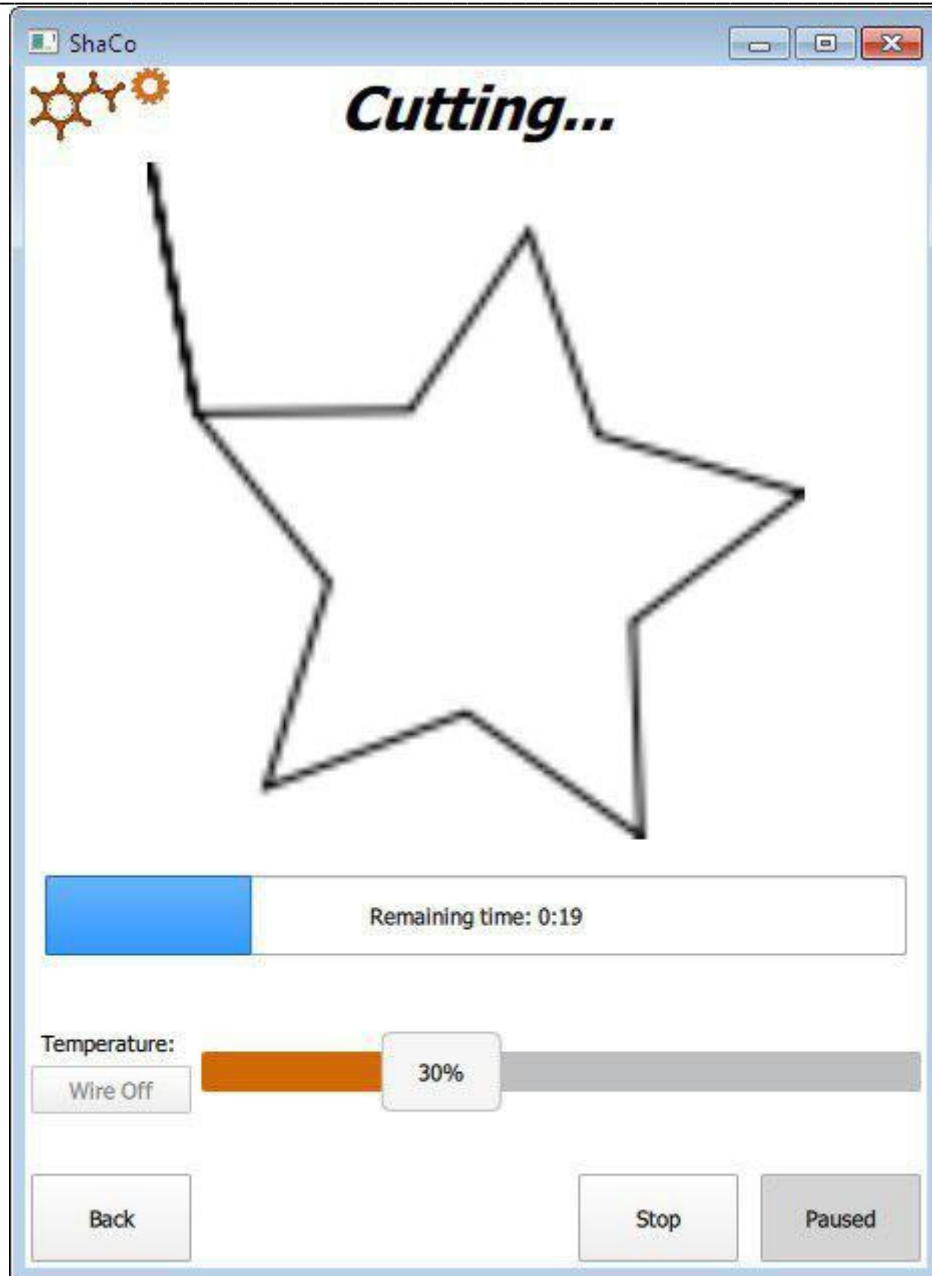 ShaCo
Cutting...
Remaining time: 0:19
Temperature:
Wire Off
30%
Back
Stop
Paused